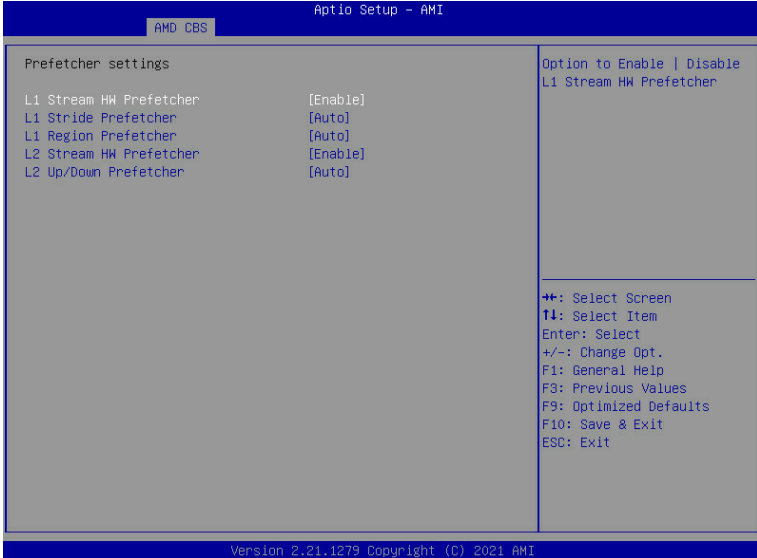 Aptio Setup – AMI
AMD CBS
Prefetcher settings
L1 Stream HW Prefetcher [Enable]
L1 Stride Prefetcher [Auto]
L1 Region Prefetcher [Auto]
L2 Stream HW Prefetcher [Enable]
L2 Up/Down Prefetcher [Auto]
Option to Enable | Disable
L1 Stream HW Prefetcher
→←: Select Screen
↑↓: Select Item
Enter: Select
+/-: Change Opt.
F1: General Help
F3: Previous Values
F9: Optimized Defaults
F10: Save & Exit
ESC: Exit
Version 2.21.1279 Copyright (C) 2021 AMI